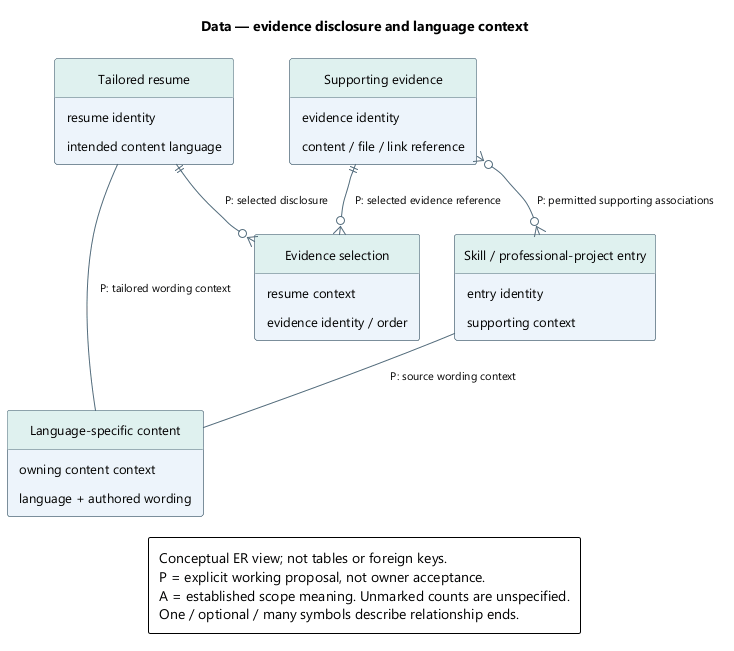 Data — evidence disclosure and language context
Tailored resume
resume identity
intended content language
Supporting evidence
evidence identity
content / file / link reference
P: selected disclosure
P: selected evidence reference
P: permitted supporting associations
Evidence selection
resume context
evidence identity / order
Skill / professional-project entry
entry identity
supporting context
P: tailored wording context
P: source wording context
Language-specific content
owning content context
language + authored wording
Conceptual ER view; not tables or foreign keys.
P = explicit working proposal, not owner acceptance.
A = established scope meaning. Unmarked counts are unspecified.
One / optional / many symbols describe relationship ends.